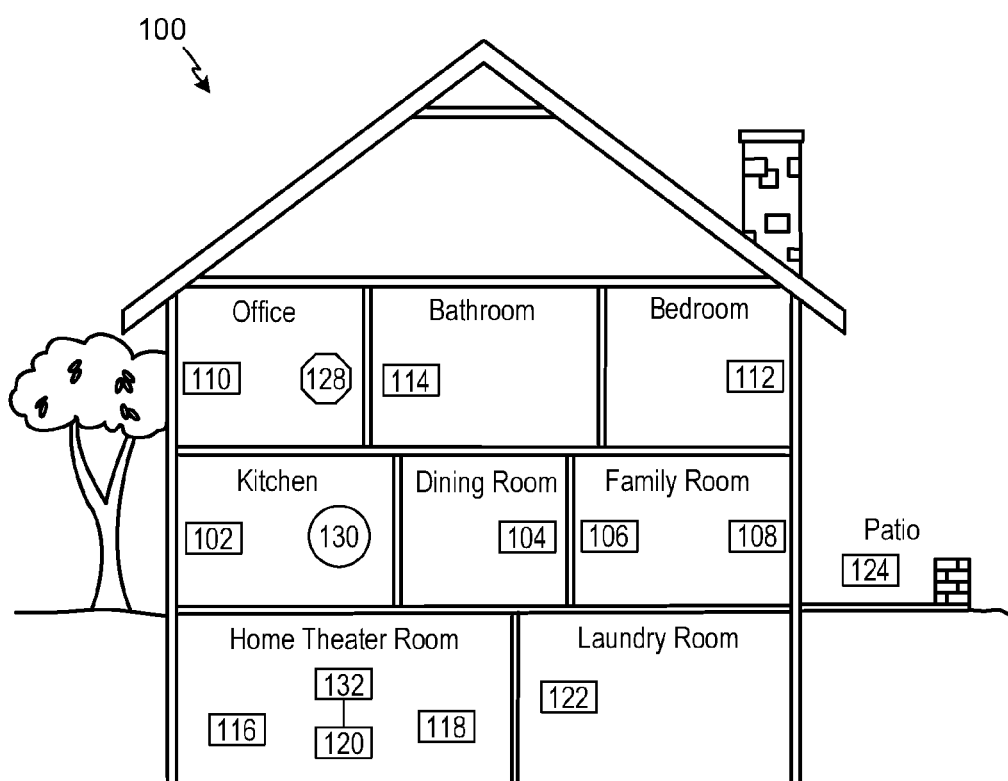 100
Office
Bathroom
Bedroom
110
128
114
112
Kitchen
Dining Room
Family Room
102
130
104
106
108
Patio
124
Home Theater Room
Laundry Room
132
122
116
120
118